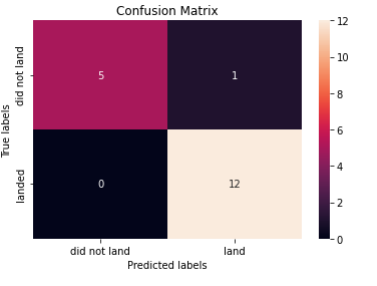 Confusion Matrix
True labels
did not land
landed
5
1
0
12
did not land
land
Predicted labels
12
10
8
6
4
2
0